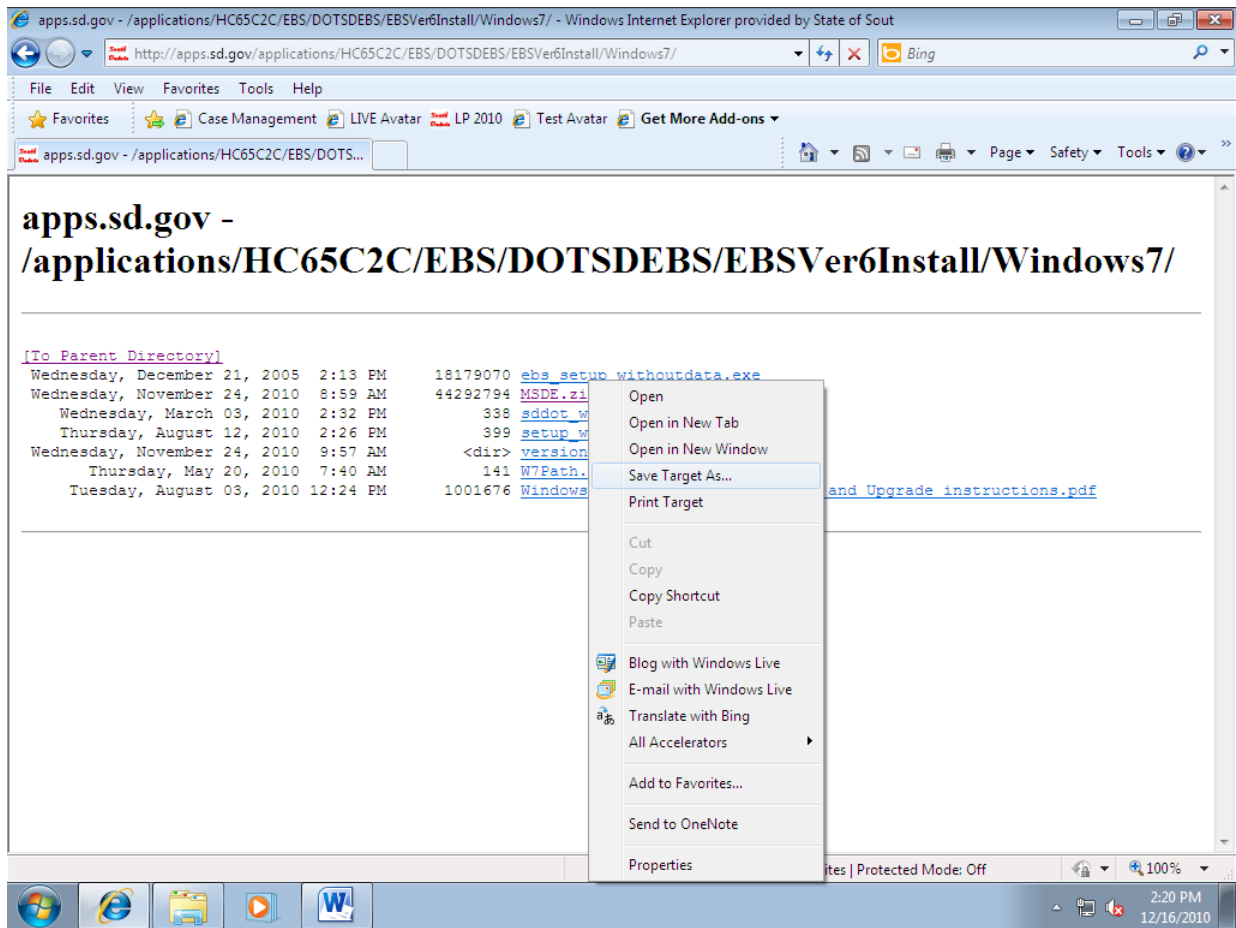 apps.sd.gov - /applications/HC65C2C/EBS/DOTSDEBS/EBSVer6Install/Windows7/ - Windows Internet Explorer provided by State of Sout
http://apps.sd.gov/applications/HC65C2C/EBS/DOTSDEBS/EBSVer6Install/Windows7/
Bing
File Edit View Favorites Tools Help
Favorites Case Management LIVE Avatar LP 2010 Test Avatar Get More Add-ons
apps.sd.gov - /applications/HC65C2C/EBS/DOTS...
Page Safety Tools
apps.sd.gov -
/applications/HC65C2C/EBS/DOTSDEBS/EBSVer6Install/Windows7/
[To Parent Directory]
Wednesday, December 21, 2005 2:13 PM 18179070 ebs_setup_withoutdata.exe
Wednesday, November 24, 2010 8:59 AM 44292794 MSDE.zi
Wednesday, March 03, 2010 2:32 PM 338 sddot_w
Thursday, August 12, 2010 2:26 PM 399 setup_w
Wednesday, November 24, 2010 9:57 AM <dir> version
Thursday, May 20, 2010 7:40 AM 141 W7Path.
Tuesday, August 03, 2010 12:24 PM 1001676 Windows and Upgrade instructions.pdf
Open
Open in New Tab
Open in New Window
Save Target As...
Print Target
Cut
Copy
Copy Shortcut
Paste
Blog with Windows Live
E-mail with Windows Live
Translate with Bing
All Accelerators
Add to Favorites...
Send to OneNote
Properties
ites | Protected Mode: Off
100%
2:20 PM
12/16/2010